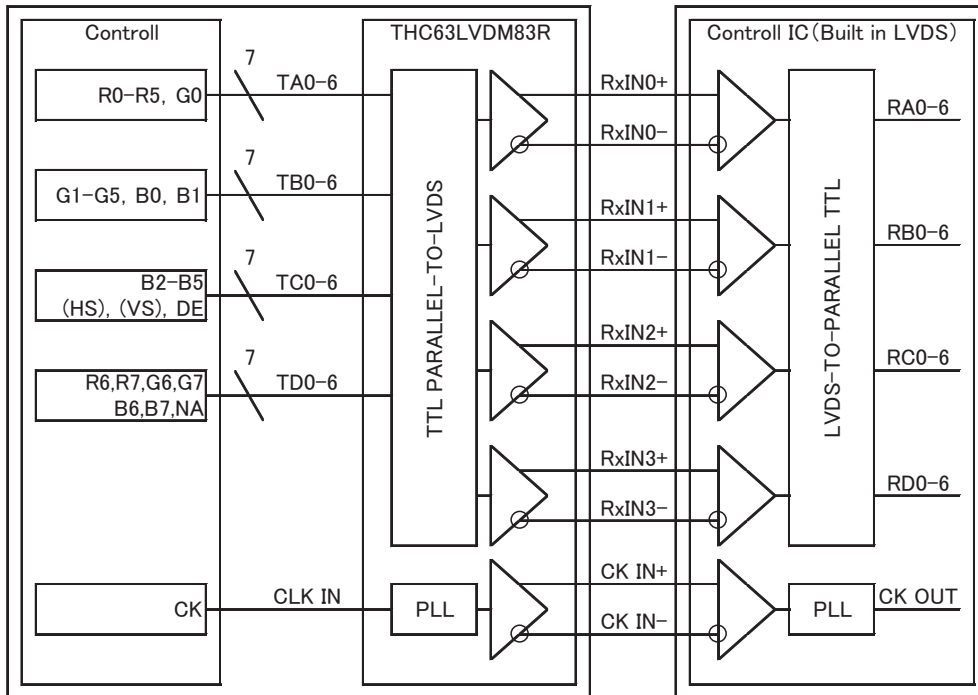 Controll
THC63LVDM83R
Controll IC(Built in LVDS)
R0-R5, G0
7
TA0-6
G1-G5, B0, B1
7
TB0-6
B2-B5
(HS), (VS), DE
7
TC0-6
R6,R7,G6,G7
B6,B7,NA
7
TD0-6
CK
CLK IN
TTL PARALLEL-TO-LVDS
PLL
RxIN0+
RxIN0-
RxIN1+
RxIN1-
RxIN2+
RxIN2-
RxIN3+
RxIN3-
CK IN+
CK IN-
LVDS-TO-PARALLEL TTL
PLL
RA0-6
RB0-6
RC0-6
RD0-6
CK OUT